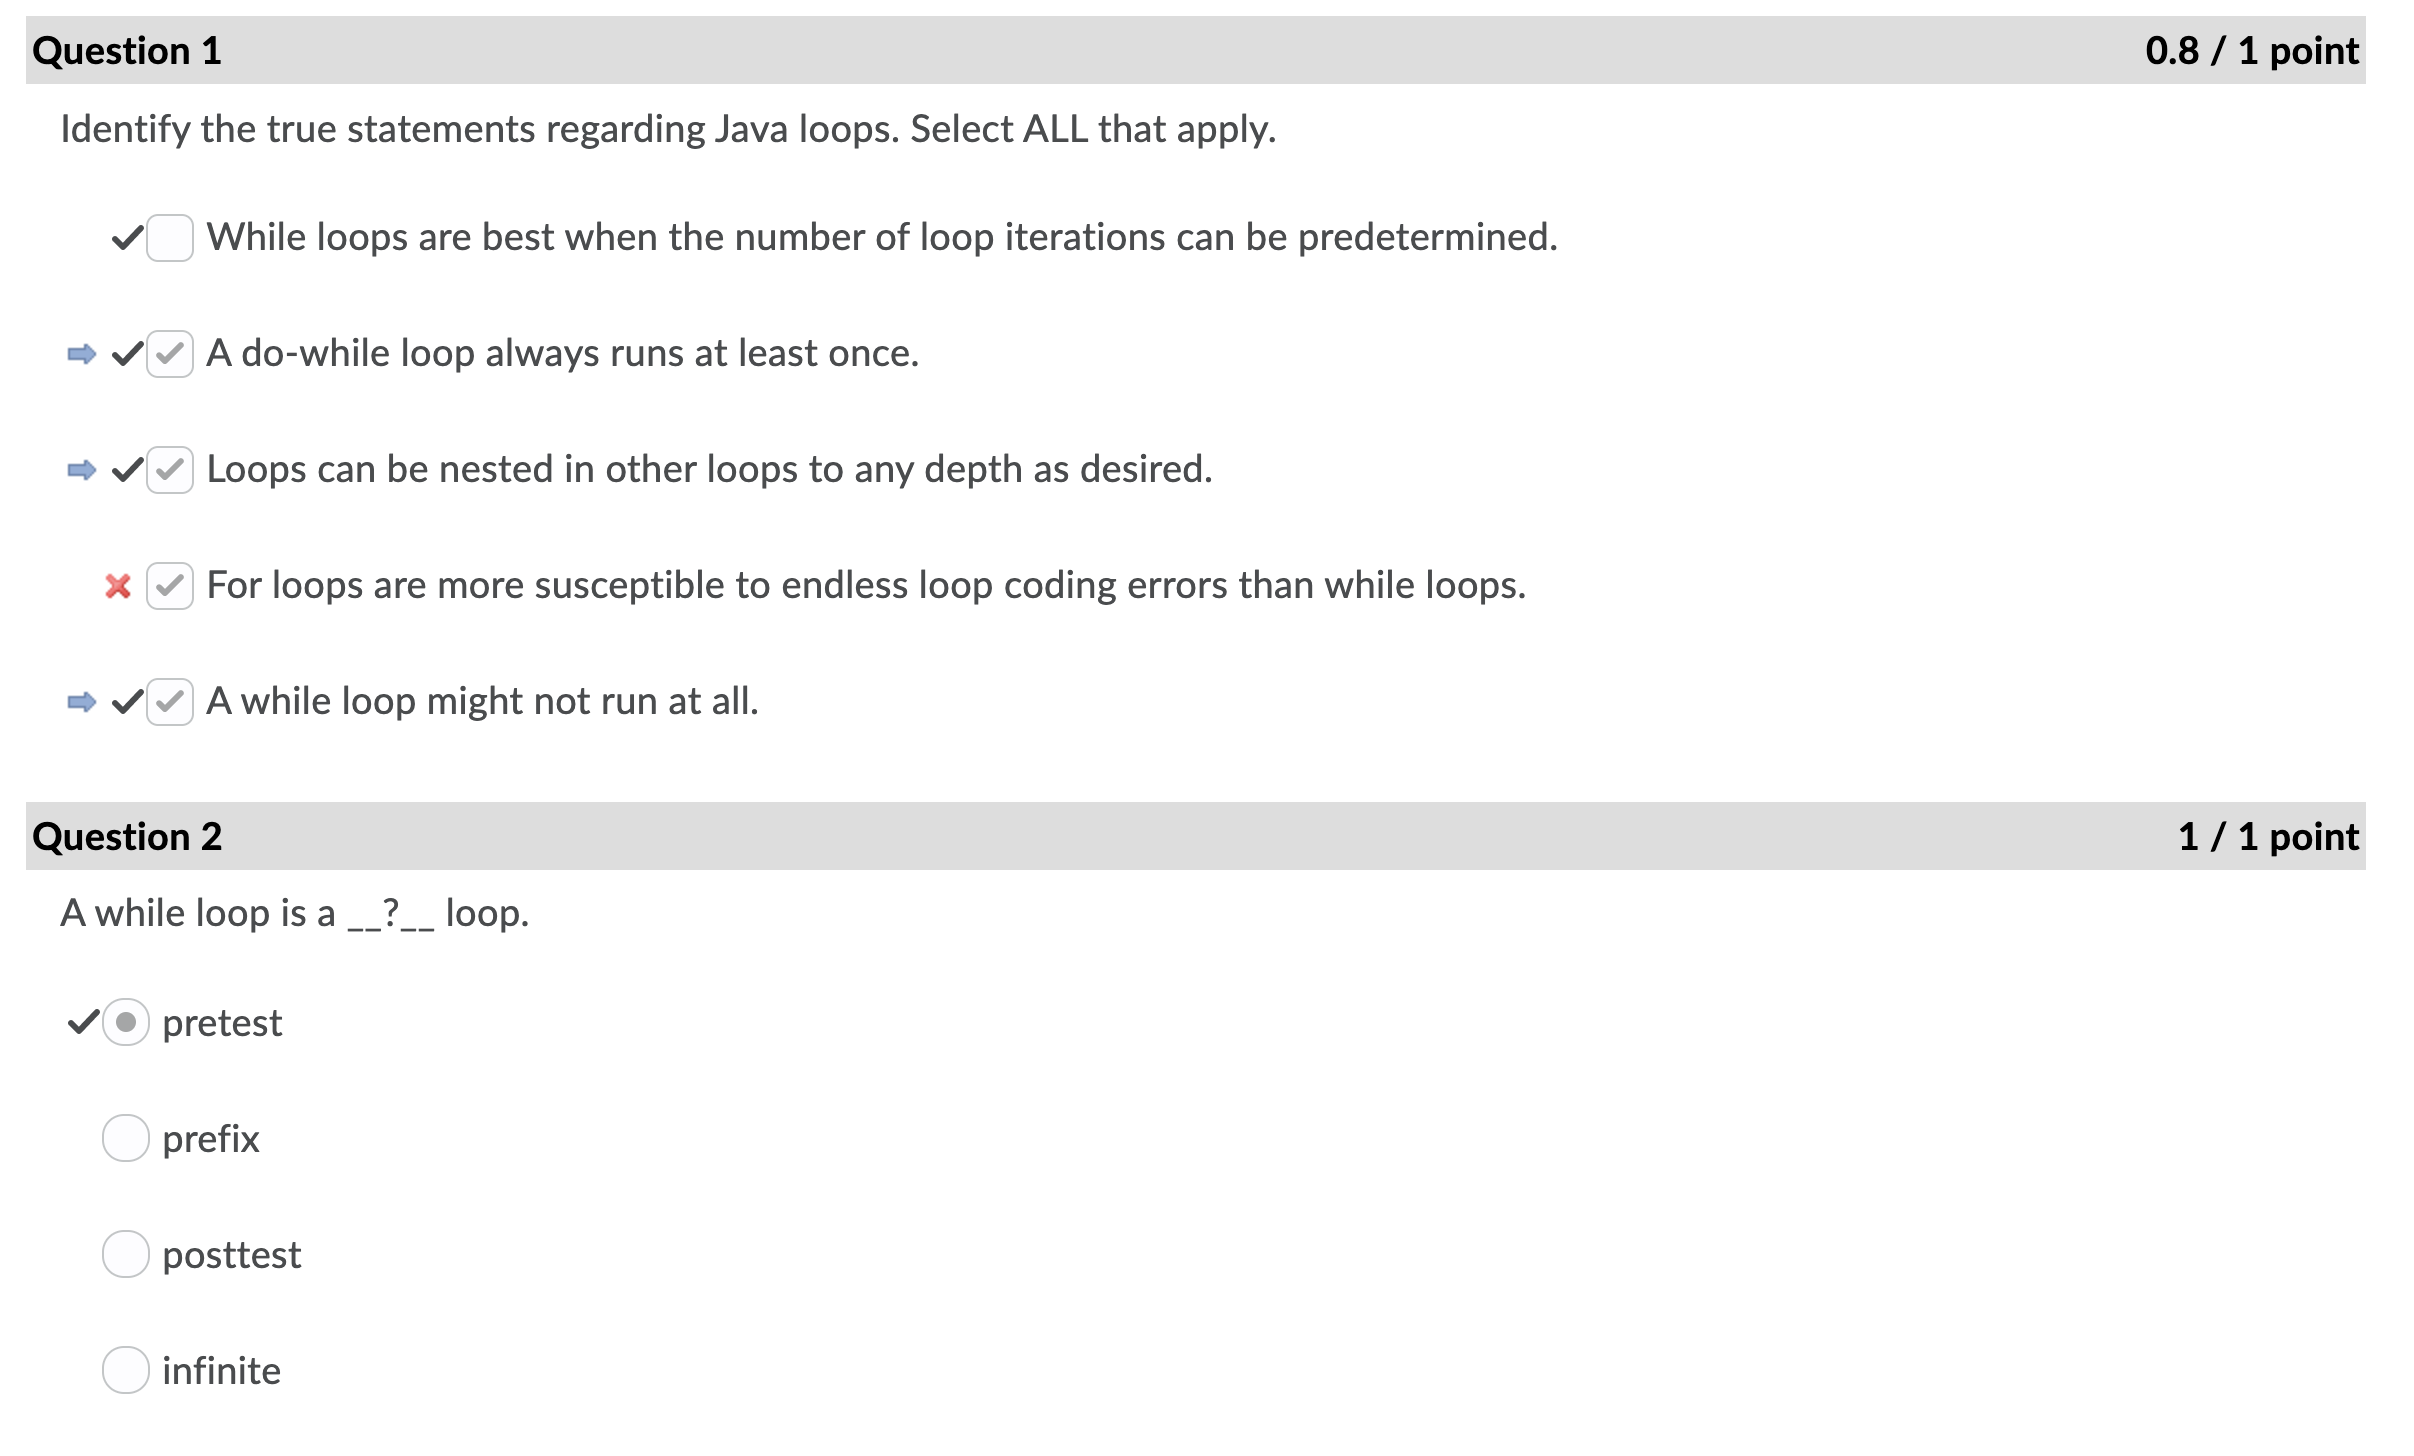 Question 1
0.8 / 1 point
Identify the true statements regarding Java loops. Select ALL that apply.
While loops are best when the number of loop iterations can be predetermined.
A do-while loop always runs at least once.
Loops can be nested in other loops to any depth as desired.
For loops are more susceptible to endless loop coding errors than while loops.
A while loop might not run at all.
Question 2
1 / 1 point
A while loop is a __?__ loop.
pretest
prefix
posttest
infinite